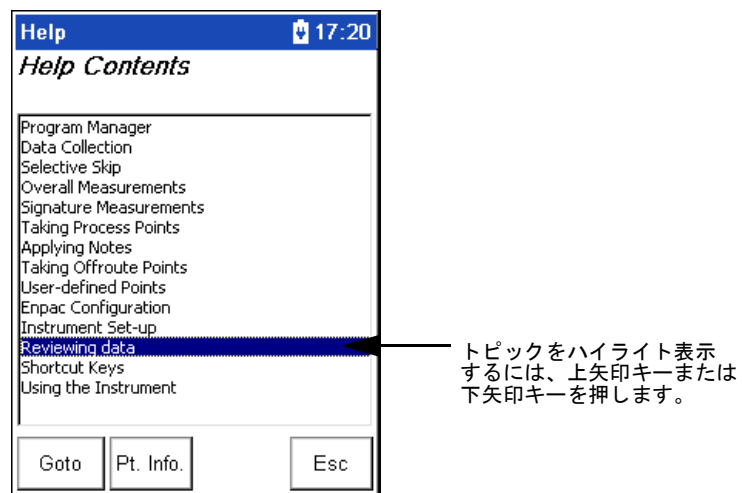 Help 17:20
Help Contents
Program Manager
Data Collection
Selective Skip
Overall Measurements
Signature Measurements
Taking Process Points
Applying Notes
Taking Offroute Points
User-defined Points
Enpac Configuration
Instrument Set-up
Reviewing data
Shortcut Keys
Using the Instrument
トピックをハイライト表示
するには、上矢印キーまたは
下矢印キーを押します。
Goto Pt. Info. Esc